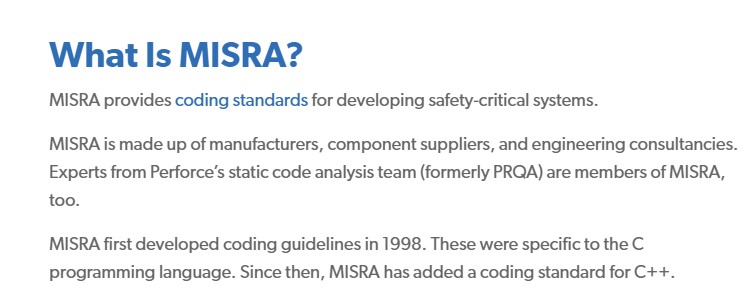 What Is MISRA?
MISRA provides coding standards for developing safety-critical systems.
MISRA is made up of manufacturers, component suppliers, and engineering consultancies.
Experts from Perforce’s static code analysis team (formerly PRQA) are members of MISRA,
too.
MISRA first developed coding guidelines in 1998. These were specific to the C
programming language. Since then, MISRA has added a coding standard for C++.